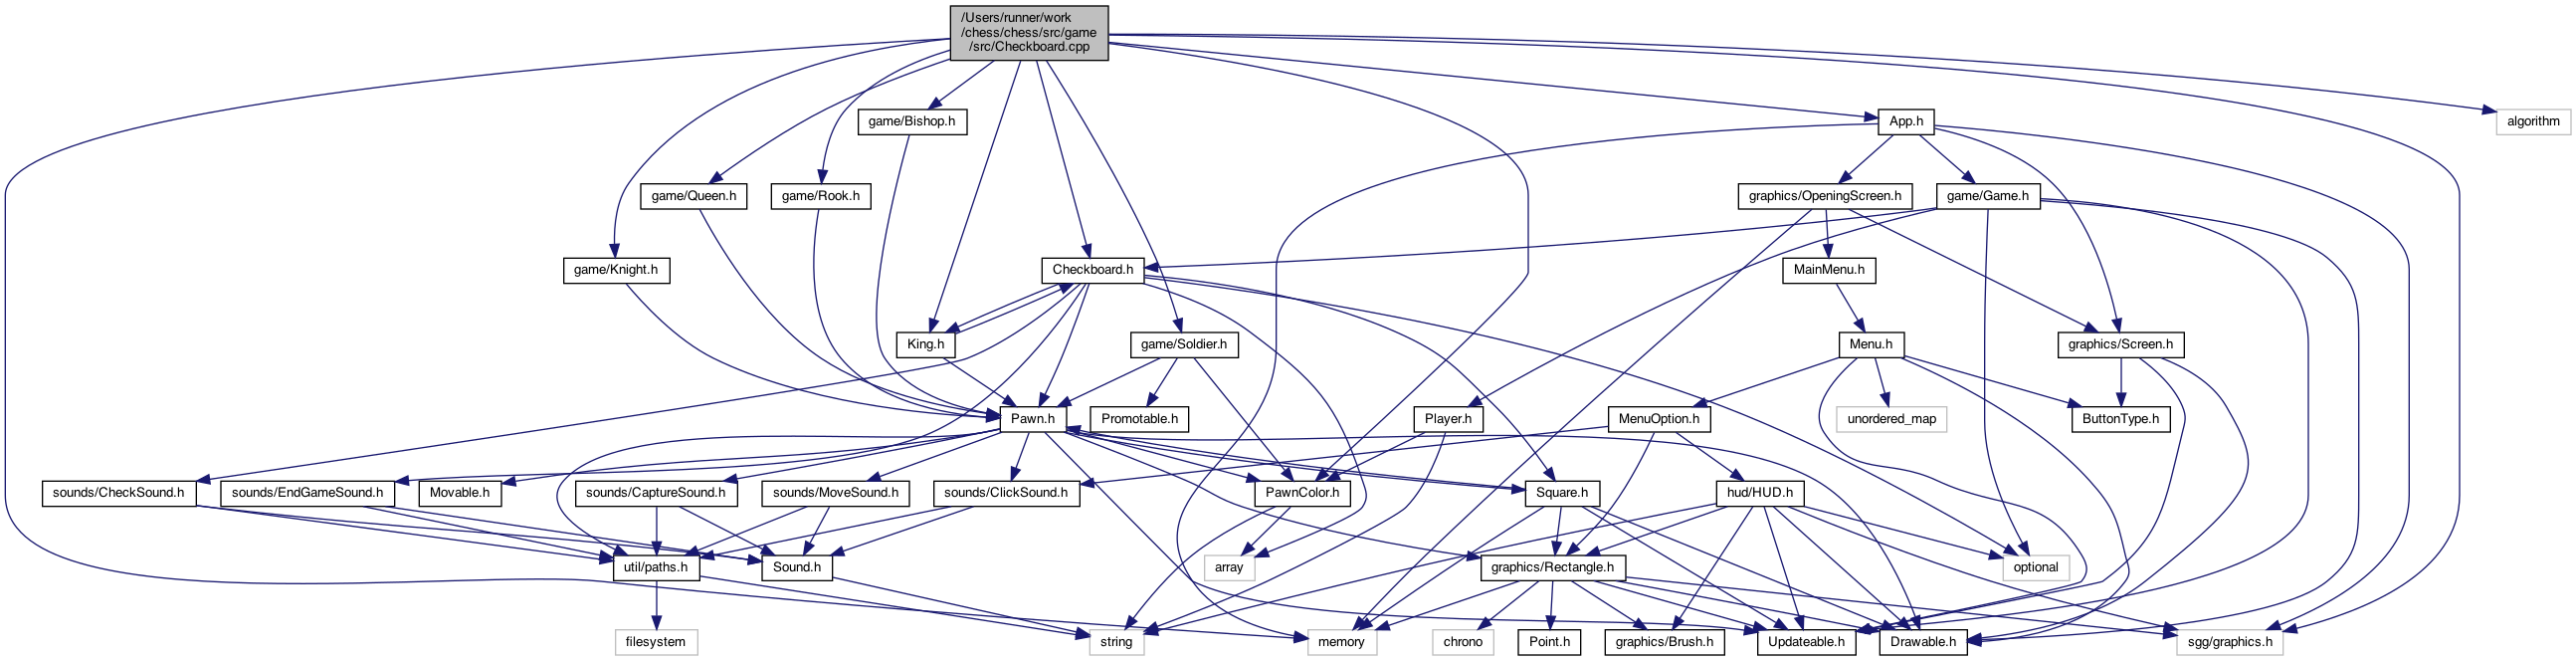 /Users/runner/work
/chess/chess/src/game
/src/Checkboard.cpp
game/Bishop.h
App.h
algorithm
game/Queen.h
game/Rook.h
graphics/OpeningScreen.h
game/Game.h
game/Knight.h
Checkboard.h
MainMenu.h
King.h
game/Soldier.h
Menu.h
graphics/Screen.h
Pawn.h
Promotable.h
Player.h
MenuOption.h
unordered_map
ButtonType.h
sounds/CheckSound.h
sounds/EndGameSound.h
Movable.h
sounds/CaptureSound.h
sounds/MoveSound.h
sounds/ClickSound.h
PawnColor.h
Square.h
hud/HUD.h
util/paths.h
Sound.h
array
graphics/Rectangle.h
optional
filesystem
string
memory
chrono
Point.h
graphics/Brush.h
Updateable.h
Drawable.h
sgg/graphics.h